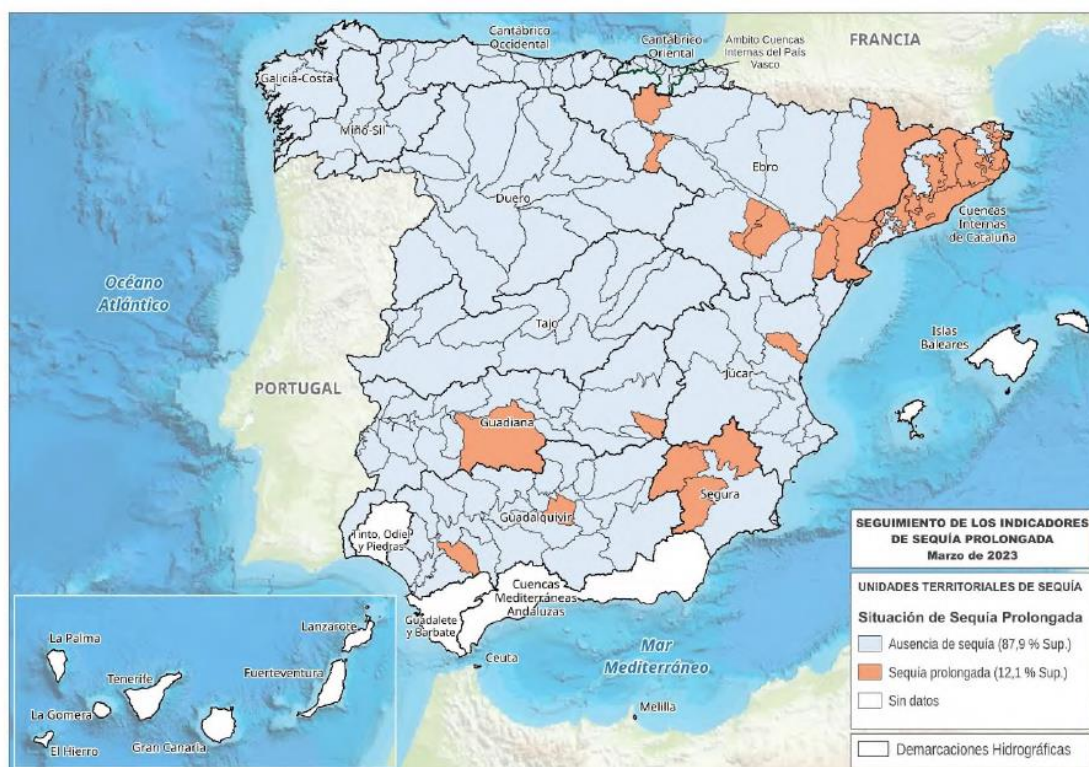 Cantábrico
Occidental
Cantábrico
Oriental
Ámbito Cuencas
Internas del País
Vasco
FRANCIA
Galicia-Costa
Miño-Sil
Ebro
Duero
Cuencas
Internas
de Cataluña
Océano
Atlántico
Tajo
Islas
Baleares
PORTUGAL
Júcar
Guadiana
Segura
Guadalquivir
Tinto, Odiel
y Piedras
Cuencas
Mediterráneas
Andaluzas
Guadalete
y Barbate
Mar
Mediterráneo
Ceuta
Melilla
La Palma
Lanzarote
Tenerife
Fuerteventura
La Gomera
El Hierro
Gran Canaria
SEGUIMIENTO DE LOS INDICADORES
DE SEQUÍA PROLONGADA
Marzo de 2023
UNIDADES TERRITORIALES DE SEQUÍA
Situación de Sequía Prolongada
Ausencia de sequía (87,9 % Sup.)
Sequía prolongada (12,1 % Sup.)
Sin datos
Demarcaciones Hidrográficas